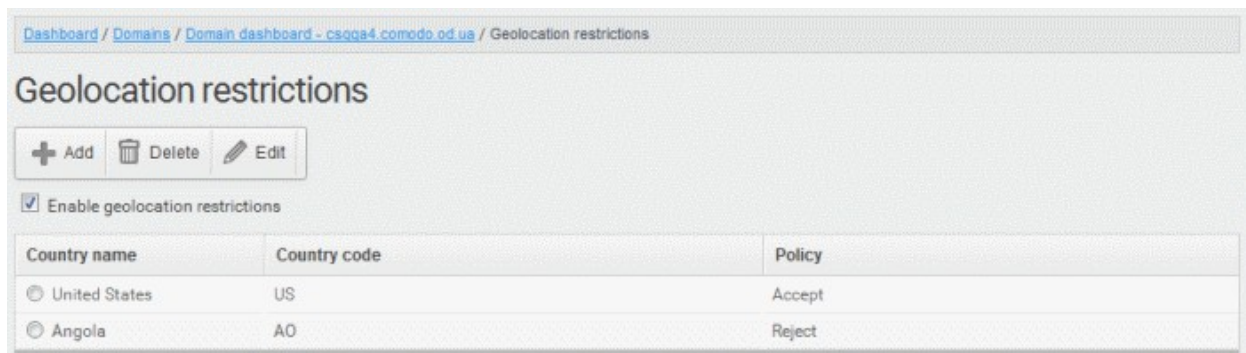 Dashboard / Domains / Domain dashboard - csqqa4.comodo.od.ua / Geolocation restrictions
Geolocation restrictions
Add Delete Edit
Enable geolocation restrictions
Country name Country code Policy
United States US Accept
Angola AO Reject